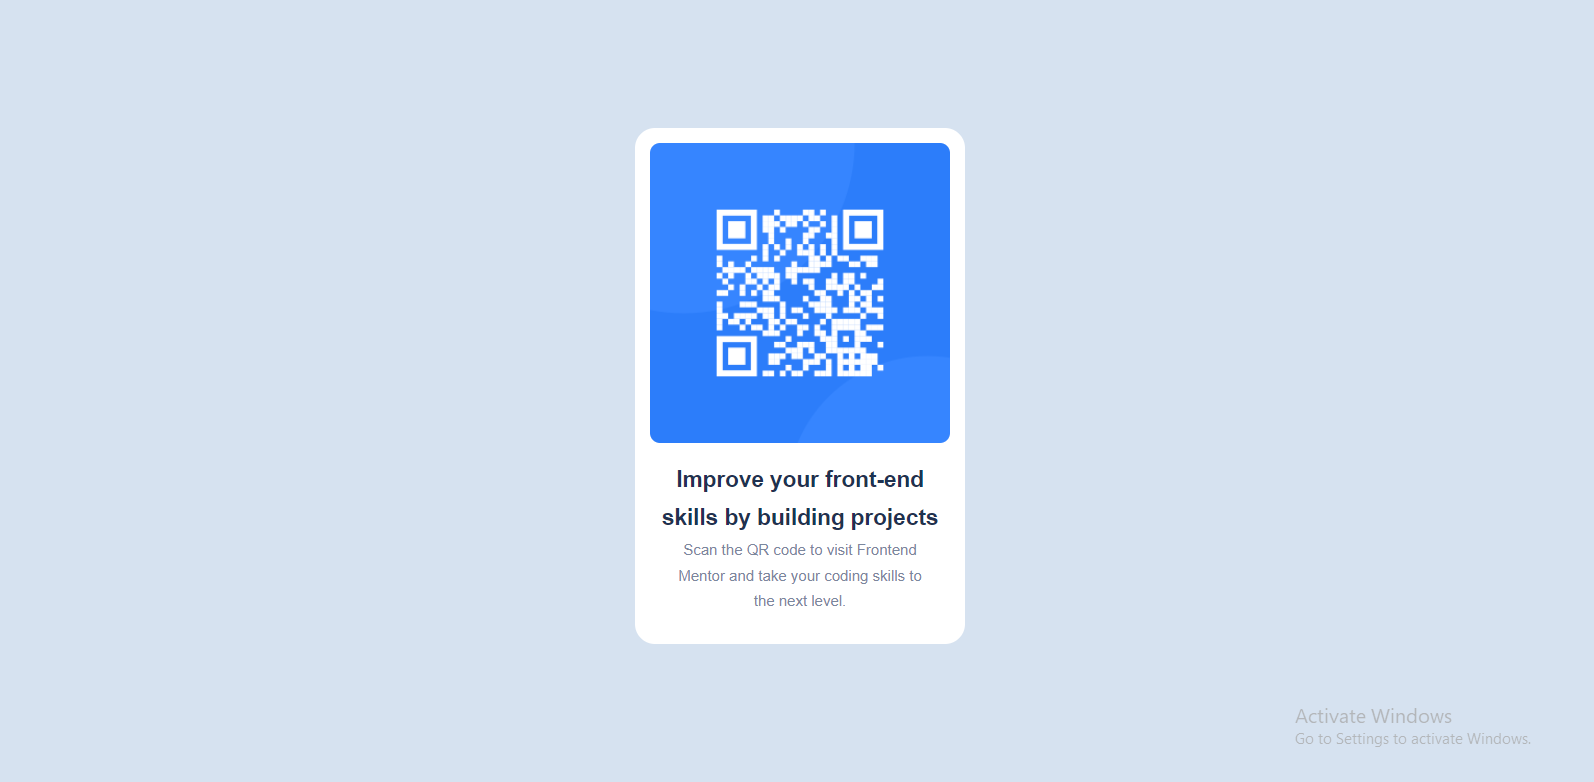 Improve your front-end
skills by building projects
Scan the QR code to visit Frontend
Mentor and take your coding skills to
the next level.
Activate Windows
Go to Settings to activate Windows.